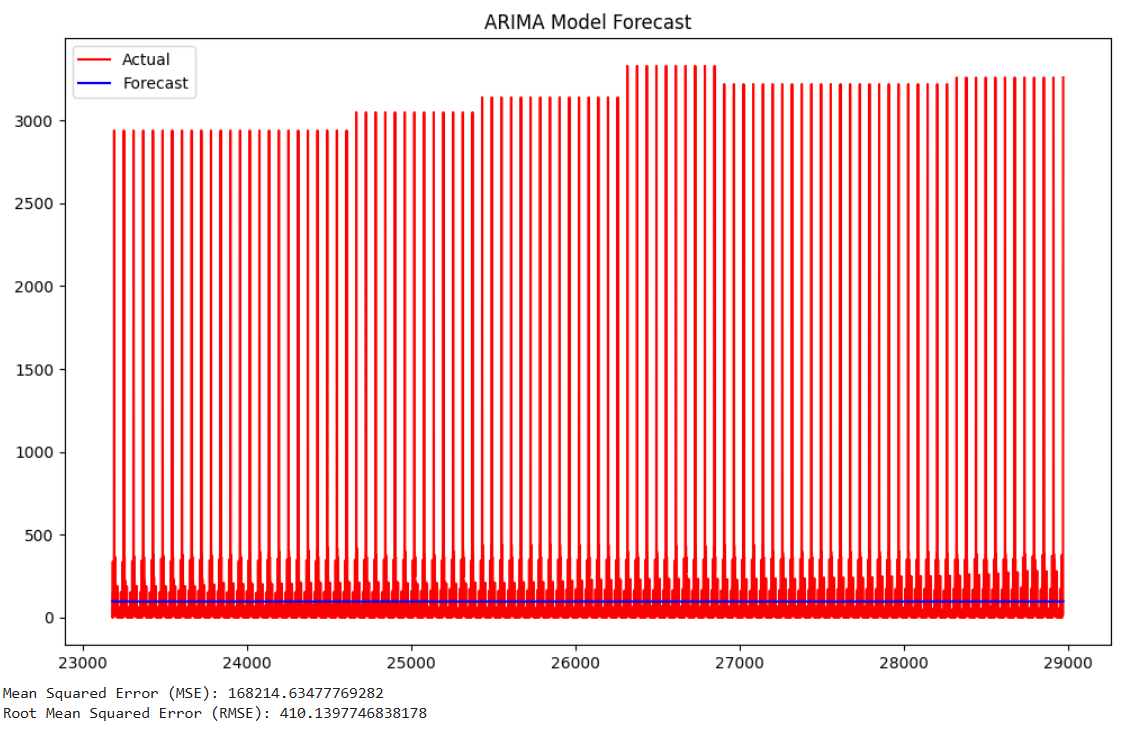 ARIMA Model Forecast
Actual
Forecast
3000
2500
2000
1500
1000
500
0
23000 24000 25000 26000 27000 28000 29000
Mean Squared Error (MSE): 168214.63477769282
Root Mean Squared Error (RMSE): 410.1397746838178